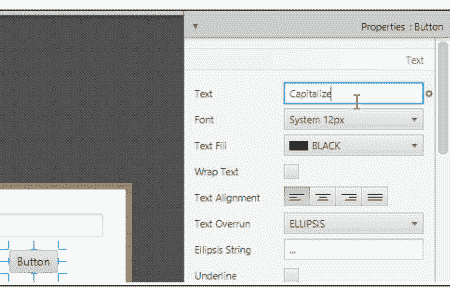 Properties : Button
Text
Text Capitalize
Font System 12px
Text Fill BLACK
Wrap Text
Text Alignment
Text Overrun ELLIPSIS
Ellipsis String ...
Underline
Button